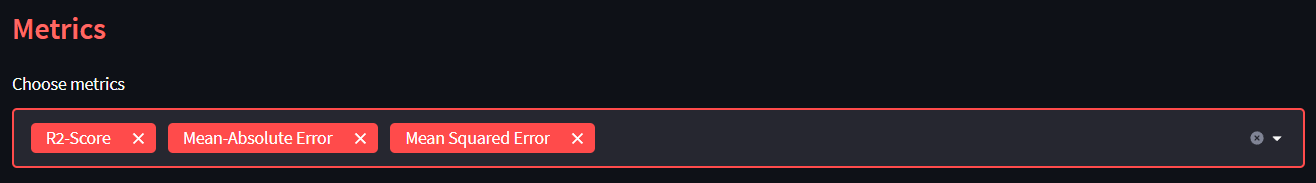 Metrics
Choose metrics
R2-Score Mean-Absolute Error Mean Squared Error